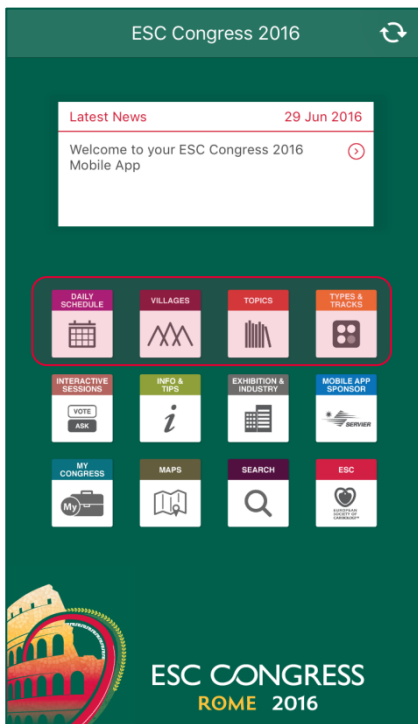 ESC Congress 2016
Latest News 29 Jun 2016
Welcome to your ESC Congress 2016
Mobile App
DAILY
SCHEDULE
VILLAGES
TOPICS
TYPES &
TRACKS
INTERACTIVE
SESSIONS
VOTE
ASK
INFO &
TIPS
i
EXHIBITION &
INDUSTRY
MOBILE APP
SPONSOR
SERVIER
MY
CONGRESS
My
MAPS
SEARCH
ESC
EUROPEAN
SOCIETY OF
CARDIOLOGY®
ESC CONGRESS
ROME 2016